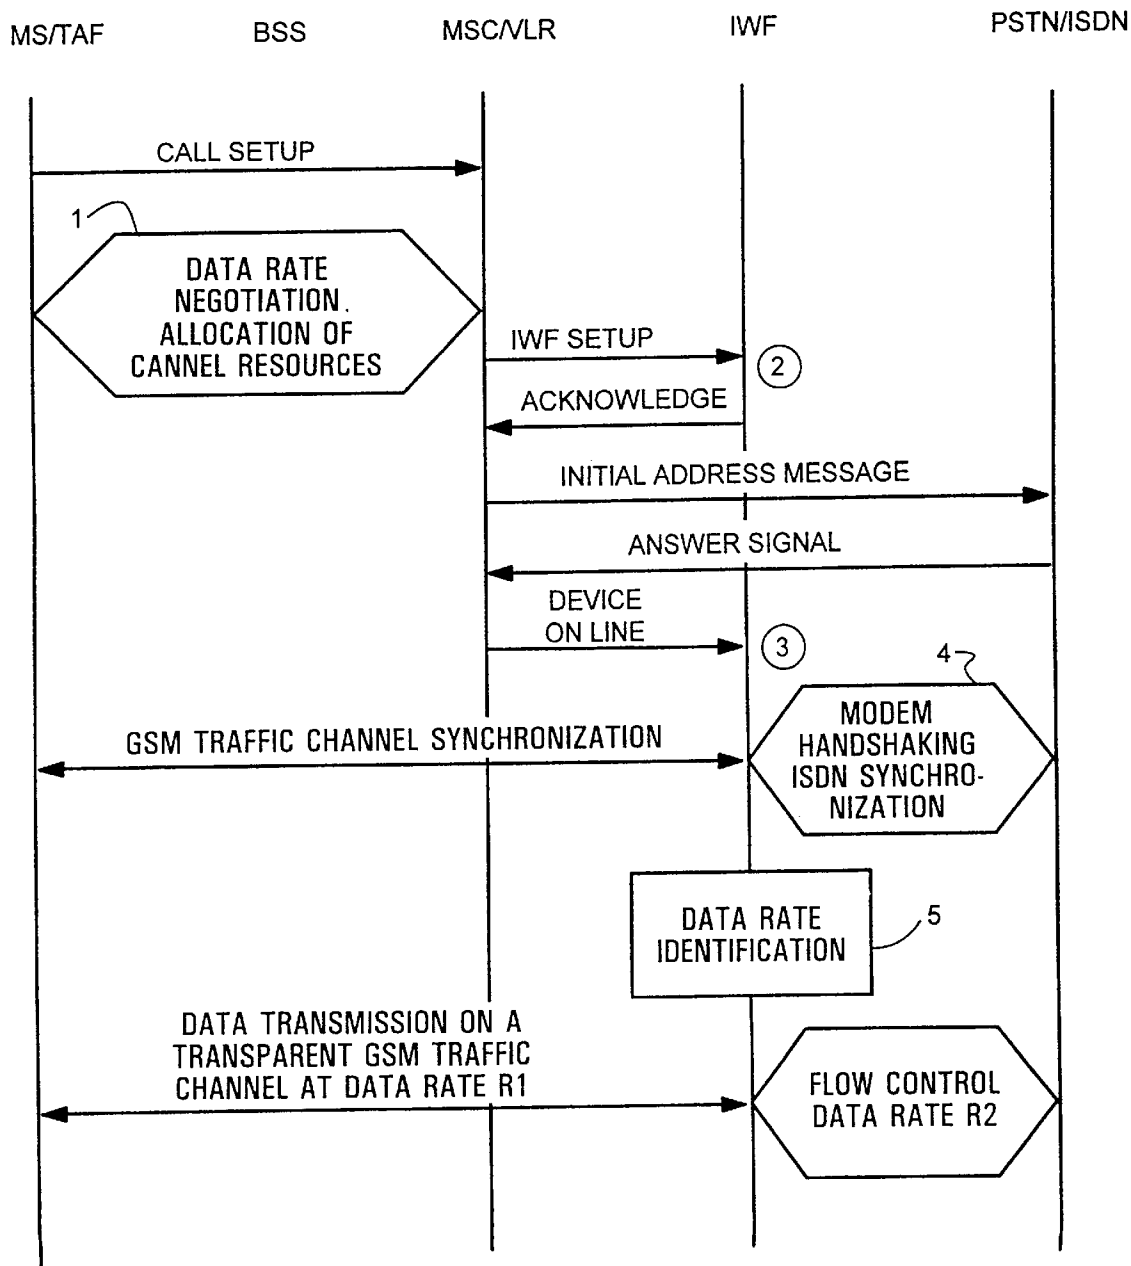 MS/TAF BSS MSC/VLR IWF PSTN/ISDN
CALL SETUP
1
DATA RATE
NEGOTIATION.
ALLOCATION OF
CANNEL RESOURCES
IWF SETUP
2
ACKNOWLEDGE
INITIAL ADDRESS MESSAGE
ANSWER SIGNAL
DEVICE
ON LINE
3
4
GSM TRAFFIC CHANNEL SYNCHRONIZATION
MODEM
HANDSHAKING
ISDN SYNCHRO-
NIZATION
DATA RATE
IDENTIFICATION
5
DATA TRANSMISSION ON A
TRANSPARENT GSM TRAFFIC
CHANNEL AT DATA RATE R1
FLOW CONTROL
DATA RATE R2